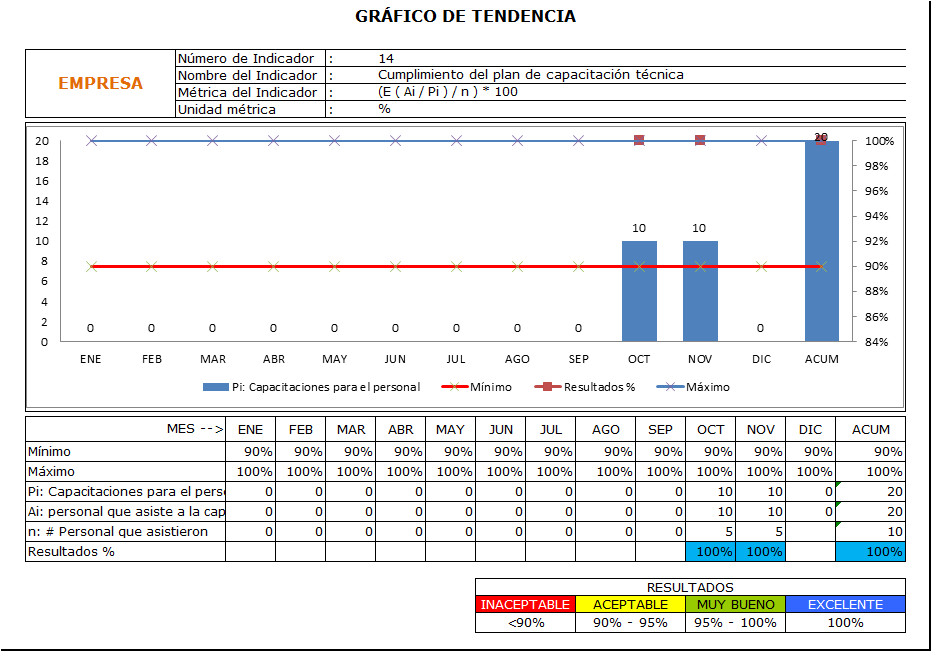 GRÁFICO DE TENDENCIA
EMPRESA
Número de Indicador : 14
Nombre del Indicador : Cumplimiento del plan de capacitación técnica
Métrica del Indicador : (E ( Ai / Pi ) / n ) * 100
Unidad métrica : %
20 18 16 14 12 10 8 6 4 2 0
0 0 0 0 0 0 0 0 0 10 10 0 20
100% 98% 96% 94% 92% 90% 88% 86% 84%
ENE FEB MAR ABR MAY JUN JUL AGO SEP OCT NOV DIC ACUM
Pi: Capacitaciones para el personal Mínimo Resultados % Máximo
MES --> ENE FEB MAR ABR MAY JUN JUL AGO SEP OCT NOV DIC ACUM
Mínimo 90% 90% 90% 90% 90% 90% 90% 90% 90% 90% 90% 90% 90%
Máximo 100% 100% 100% 100% 100% 100% 100% 100% 100% 100% 100% 100% 100%
Pi: Capacitaciones para el perso 0 0 0 0 0 0 0 0 0 10 10 0 20
Ai: personal que asiste a la cap 0 0 0 0 0 0 0 0 0 10 10 0 20
n: # Personal que asistieron 0 0 0 0 0 0 0 0 0 5 5 0 10
Resultados % 100% 100% 100%
RESULTADOS
INACEPTABLE ACEPTABLE MUY BUENO EXCELENTE
<90% 90% - 95% 95% - 100% 100%